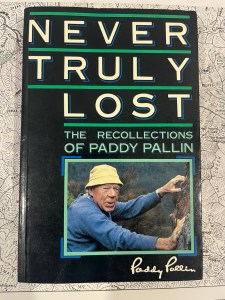 NEVER
TRULY
LOST
THE RECOLLECTIONS
OF PADDY PALLIN
Paddy Pallin